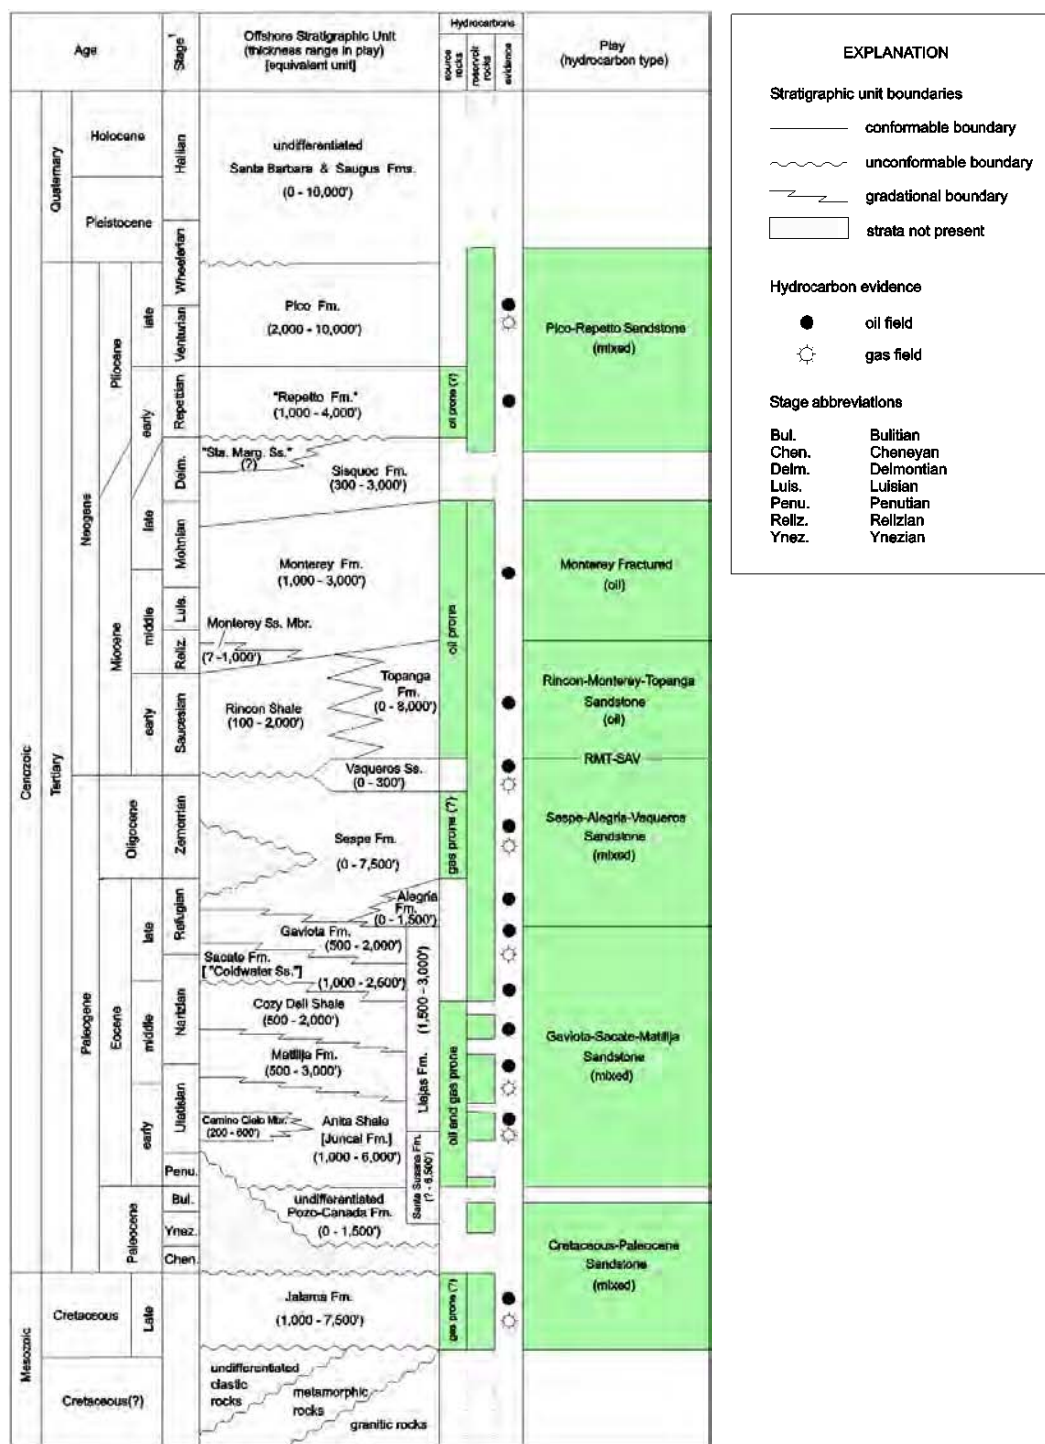 Age
Stage1
Offshore Stratigraphic Unit
(thickness range in play)
[equivalent unit]
Hydrocarbons
source rocks
reservoir rocks
evidence
Play
(hydrocarbon type)
Cenozoic
Mesozoic
Quaternary
Tertiary
Neogene
Paleogene
Holocene
Pleistocene
Pliocene
late
early
Miocene
late
middle
early
Oligocene
Eocene
late
middle
early
Paleocene
Cretaceous
Late
Cretaceous(?)
Hallian
Wheelerian
Venturian
Repettian
Delm.
Mohnian
Luis.
Reliz.
Saucesian
Zemorrian
Refugian
Narizian
Ulatisian
Penu.
Bul.
Ynez.
Chen.
undifferentiated
Santa Barbara & Saugus Fms.
(0 - 10,000')
Pico Fm.
(2,000 - 10,000')
"Repetto Fm."
(1,000 - 4,000')
"Sta. Marg. Ss."
(?)
Sisquoc Fm.
(300 - 3,000')
Monterey Fm.
(1,000 - 3,000')
Monterey Ss. Mbr.
(? -1,000')
Topanga
Fm.
(0 - 8,000')
Rincon Shale
(100 - 2,000')
Vaqueros Ss.
(0 - 300')
Sespe Fm.
(0 - 7,500')
Alegria
Fm.
(0 - 1,500')
Gaviota Fm.
(500 - 2,000')
Sacate Fm.
["Coldwater Ss."]
(1,000 - 2,500')
Cozy Dell Shale
(500 - 2,000')
Matilija Fm.
(500 - 3,000')
Llajas Fm. (1,500 - 3,000')
Camino Cielo Mbr.
(200 - 600')
Anita Shale
[Juncal Fm.]
(1,000 - 6,000')
Santa Susana Fm.
(? - 6,500')
undifferentiated
Pozo-Canada Fm.
(0 - 1,500')
Jalama Fm.
(1,000 - 7,500')
undifferentiated
clastic
rocks
metamorphic
rocks
granitic rocks
oil prone (?)
oil prone
gas prone (?)
oil and gas prone
gas prone (?)
Pico-Repetto Sandstone
(mixed)
Monterey Fractured
(oil)
Rincon-Monterey-Topanga
Sandstone
(oil)
RMT-SAV
Sespe-Alegria-Vaqueros
Sandstone
(mixed)
Gaviota-Sacate-Matilija
Sandstone
(mixed)
Cretaceous-Paleocene
Sandstone
(mixed)
EXPLANATION
Stratigraphic unit boundaries
conformable boundary
unconformable boundary
gradational boundary
strata not present
Hydrocarbon evidence
oil field
gas field
Stage abbreviations
Bul. Bulitian
Chen. Cheneyan
Delm. Delmontian
Luis. Luisian
Penu. Penutian
Reliz. Relizian
Ynez. Ynezian